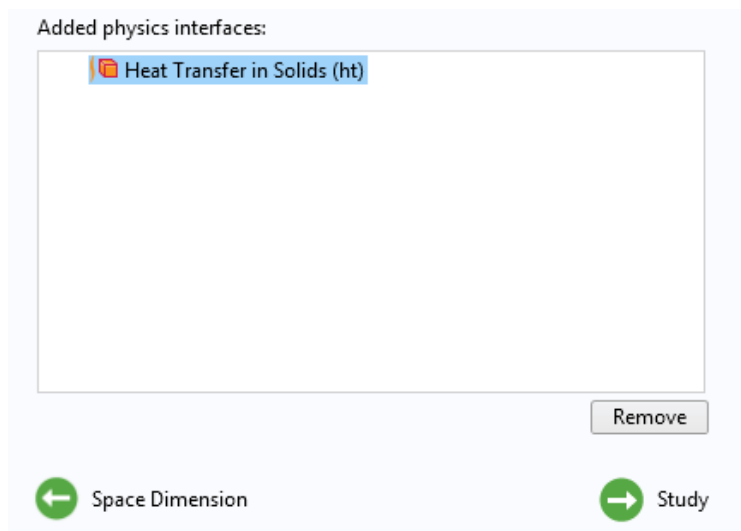 Added physics interfaces:
Heat Transfer in Solids (ht)
Remove
Space Dimension
Study